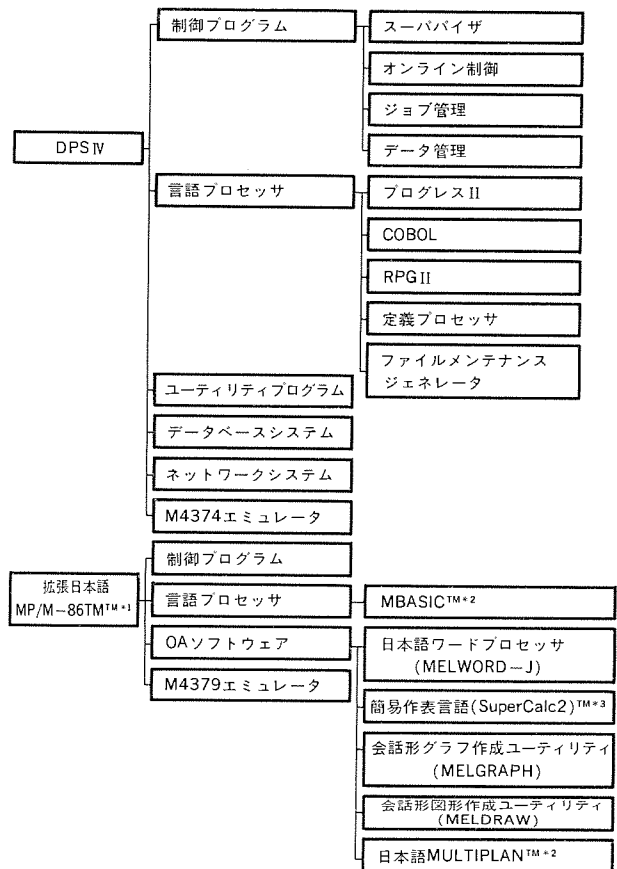 制御プログラム
スーパバイザ
オンライン制御
ジョブ管理
データ管理
DPSⅣ
言語プロセッサ
プログレスⅡ
COBOL
RPGⅡ
定義プロセッサ
ファイルメンテナンス
ジェネレータ
ユーティリティプログラム
データベースシステム
ネットワークシステム
M4374エミュレータ
拡張日本語
MP/M-86TM™*1
制御プログラム
言語プロセッサ
MBASIC™*2
OAソフトウェア
日本語ワードプロセッサ
(MELWORD-J)
M4379エミュレータ
簡易作表言語(SuperCalc2)™*3
会話形グラフ作成ユーティリティ
(MELGRAPH)
会話形図形作成ユーティリティ
(MELDRAW)
日本語MULTIPLAN™*2